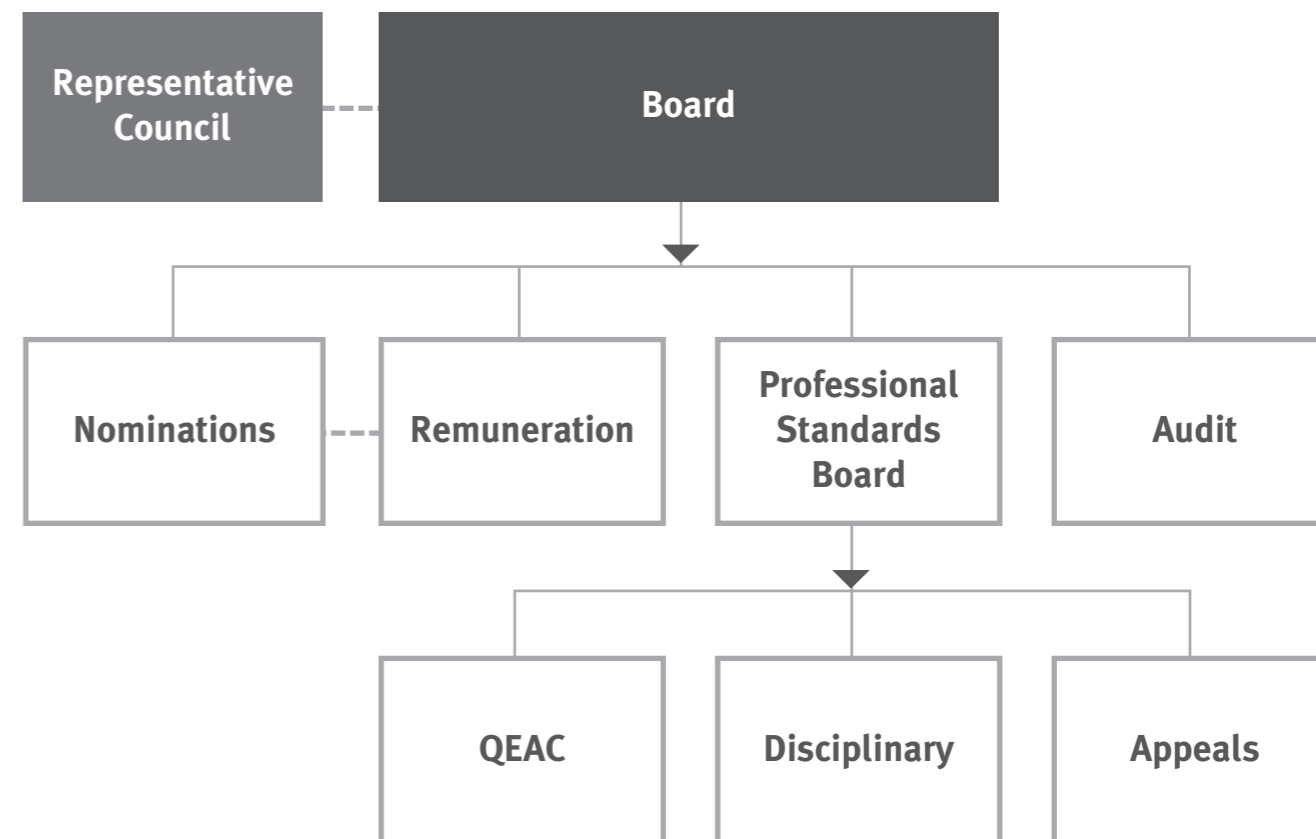 Representative
Council
Board
Nominations
Remuneration
Professional
Standards
Board
Audit
QEAC
Disciplinary
Appeals